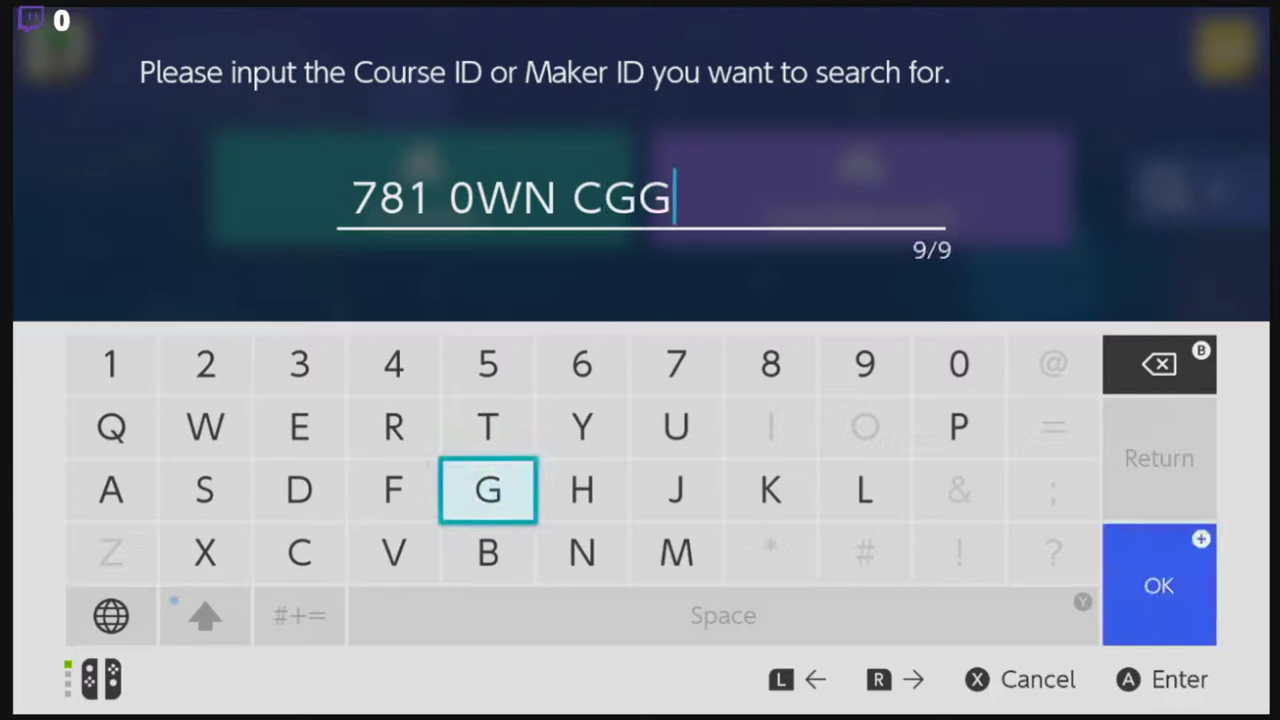 0
Please input the Course ID or Maker ID you want to search for.
781 0WN CGG
9/9
1 2 3 4 5 6 7 8 9 0 @ B
Q W E R T Y U I O P = Return
A S D F G H J K L & ;
Z X C V B N M * # ! ? + OK
#+= Space Y
L ← R → X Cancel A Enter